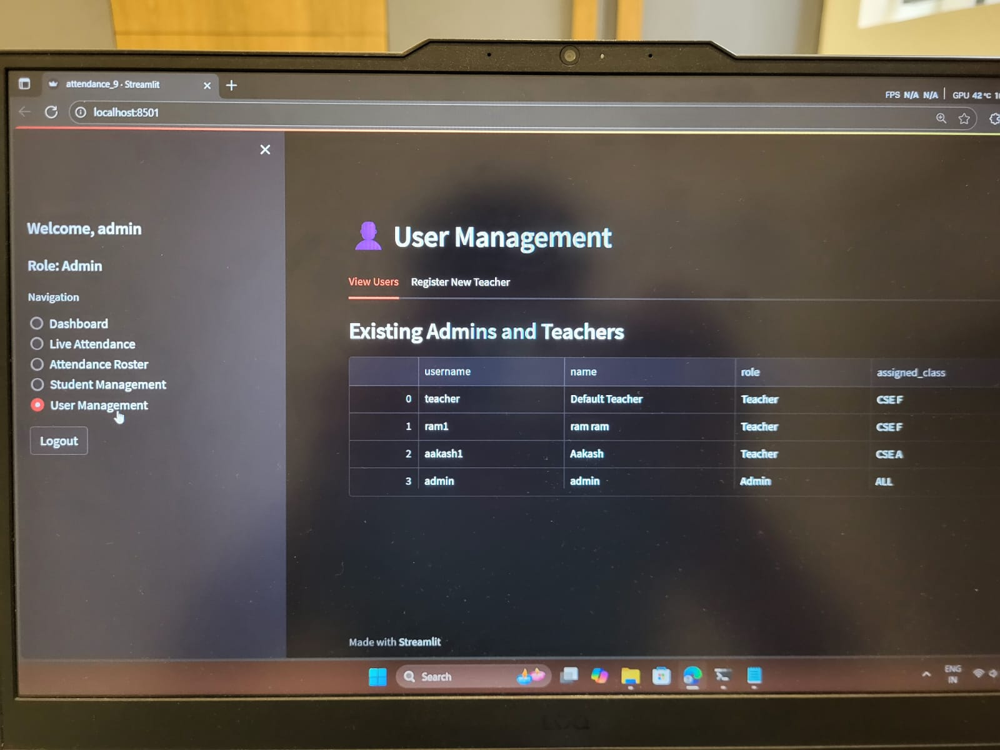 attendance_9 · Streamlit
FPS N/A N/A | GPU 42°C
localhost:8501
Welcome, admin
Role: Admin
Navigation
Dashboard
Live Attendance
Attendance Roster
Student Management
User Management
Logout
User Management
View Users Register New Teacher
Existing Admins and Teachers
username name role assigned_class
0 teacher Default Teacher Teacher CSE F
1 ram1 ram ram Teacher CSE F
2 aakash1 Aakash Teacher CSE A
3 admin admin Admin ALL
Made with Streamlit
Search
ENG
IN